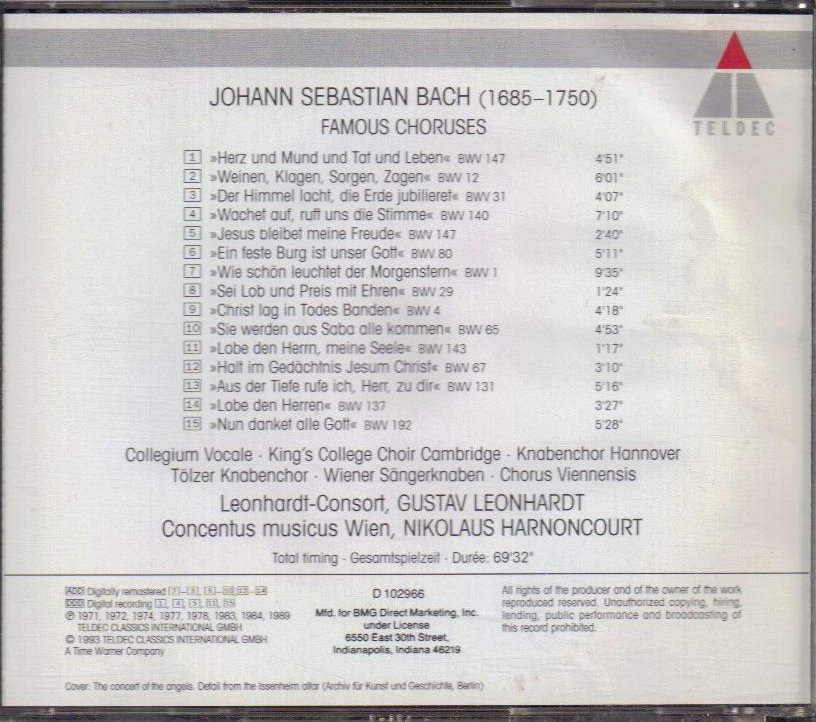 TELDEC
JOHANN SEBASTIAN BACH (1685–1750)
FAMOUS CHORUSES
1 »Herz und Mund und Tat und Leben« BWV 147 4'51"
2 »Weinen, Klagen, Sorgen, Zagen« BWV 12 6'01"
3 »Der Himmel lacht, die Erde jubilieret« BWV 31 4'07"
4 »Wachet auf, ruft uns die Stimme« BWV 140 7'10"
5 »Jesus bleibet meine Freude« BWV 147 2'40"
6 »Ein feste Burg ist unser Gott« BWV 80 5'11"
7 »Wie schön leuchtet der Morgenstern« BWV 1 9'35"
8 »Sei Lob und Preis mit Ehren« BWV 29 1'24"
9 »Christ lag in Todes Banden« BWV 4 4'18"
10 »Sie werden aus Saba alle kommen« BWV 65 4'53"
11 »Lobe den Herrn, meine Seele« BWV 143 1'17"
12 »Halt im Gedächtnis Jesum Christ« BWV 67 3'10"
13 »Aus der Tiefe rufe ich, Herr, zu dir« BWV 131 5'16"
14 »Lobe den Herren« BWV 137 3'27"
15 »Nun danket alle Gott« BWV 192 5'28"
Collegium Vocale · King's College Choir Cambridge · Knabenchor Hannover
Tölzer Knabenchor · Wiener Sängerknaben · Chorus Viennensis
Leonhardt-Consort, GUSTAV LEONHARDT
Concentus musicus Wien, NIKOLAUS HARNONCOURT
Total timing · Gesamtspielzeit · Durée: 69'32"
ADD Digitally remastered
DDD Digital recording
℗ 1971, 1972, 1974, 1977, 1978, 1983, 1984, 1989
TELDEC CLASSICS INTERNATIONAL GMBH
© 1993 TELDEC CLASSICS INTERNATIONAL GMBH
A Time Warner Company
D 102966
Mfd. for BMG Direct Marketing, Inc.
under License
6550 East 30th Street,
Indianapolis, Indiana 46219
All rights of the producer and of the owner of the work
reproduced reserved. Unauthorized copying, hiring,
lending, public performance and broadcasting of
this record prohibited.
Cover: The concert of the angels. Detail from the Issenheim altar (Archiv für Kunst und Geschichte, Berlin)